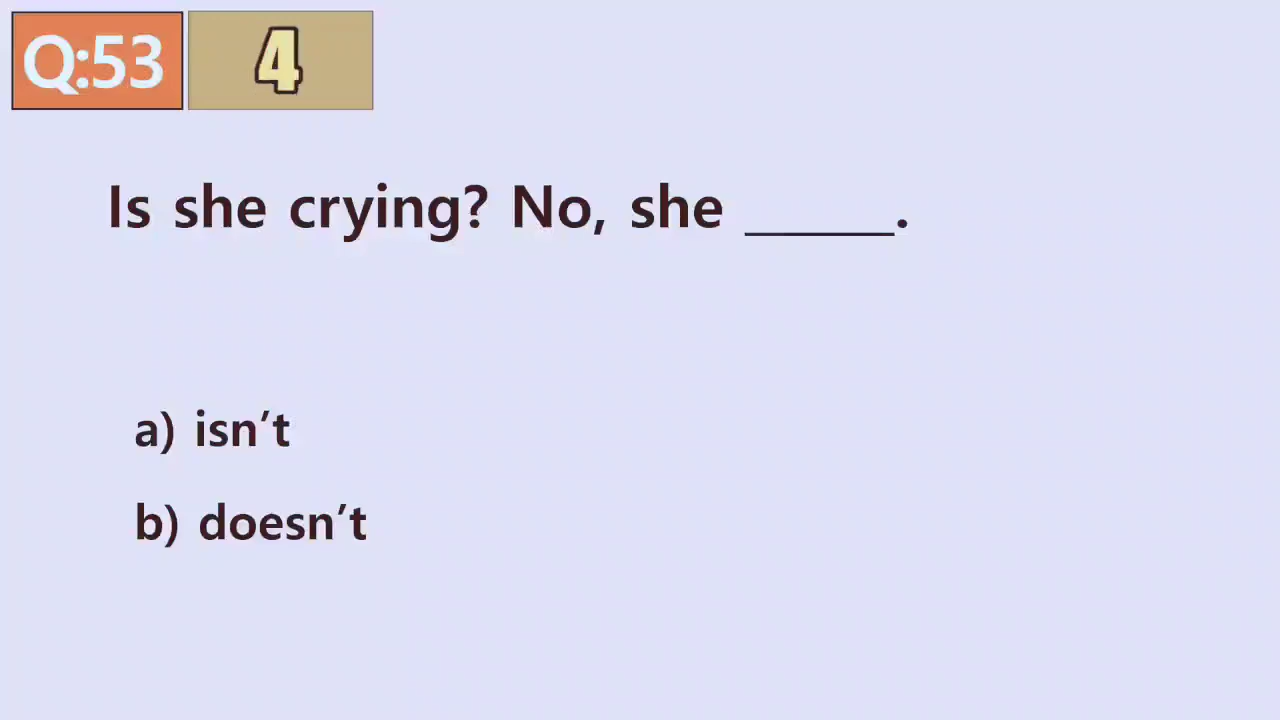 Q:53
4
Is she crying? No, she ______.
a) isn’t
b) doesn’t